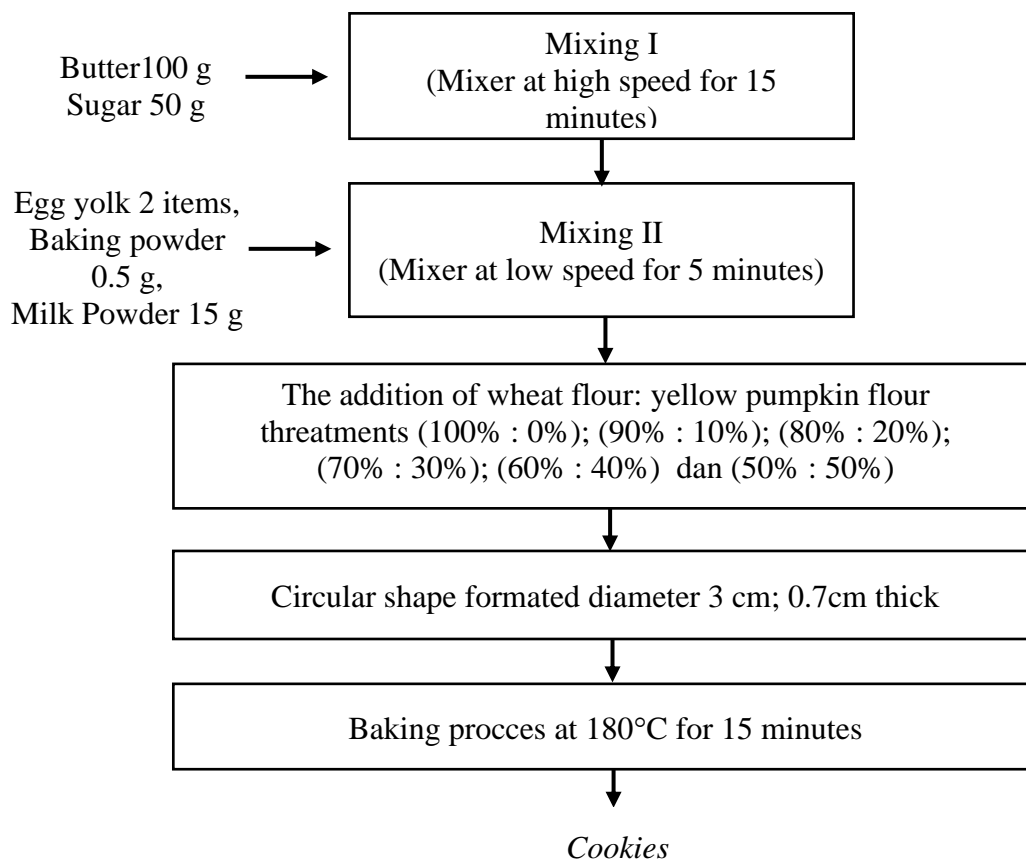 Butter100 g
Sugar 50 g
Mixing I
(Mixer at high speed for 15
minutes)
Egg yolk 2 items,
Baking powder
0.5 g,
Milk Powder 15 g
Mixing II
(Mixer at low speed for 5 minutes)
The addition of wheat flour: yellow pumpkin flour
threatments (100% : 0%); (90% : 10%); (80% : 20%);
(70% : 30%); (60% : 40%)  dan (50% : 50%)
Circular shape formated diameter 3 cm; 0.7cm thick
Baking procces at 180°C for 15 minutes
Cookies